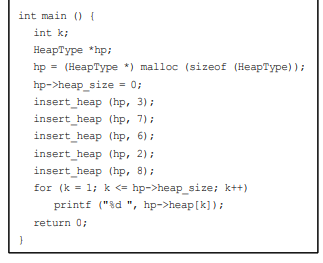 int main () {
int k;
HeapType *hp;
hp = (HeapType *) malloc (sizeof (HeapType));
hp->heap_size = 0;
insert_heap (hp, 3);
insert_heap (hp, 7);
insert_heap (hp, 6);
insert_heap (hp, 2);
insert_heap (hp, 8);
for (k = 1; k <= hp->heap_size; k++)
printf ("%d ", hp->heap[k]);
return 0;
}